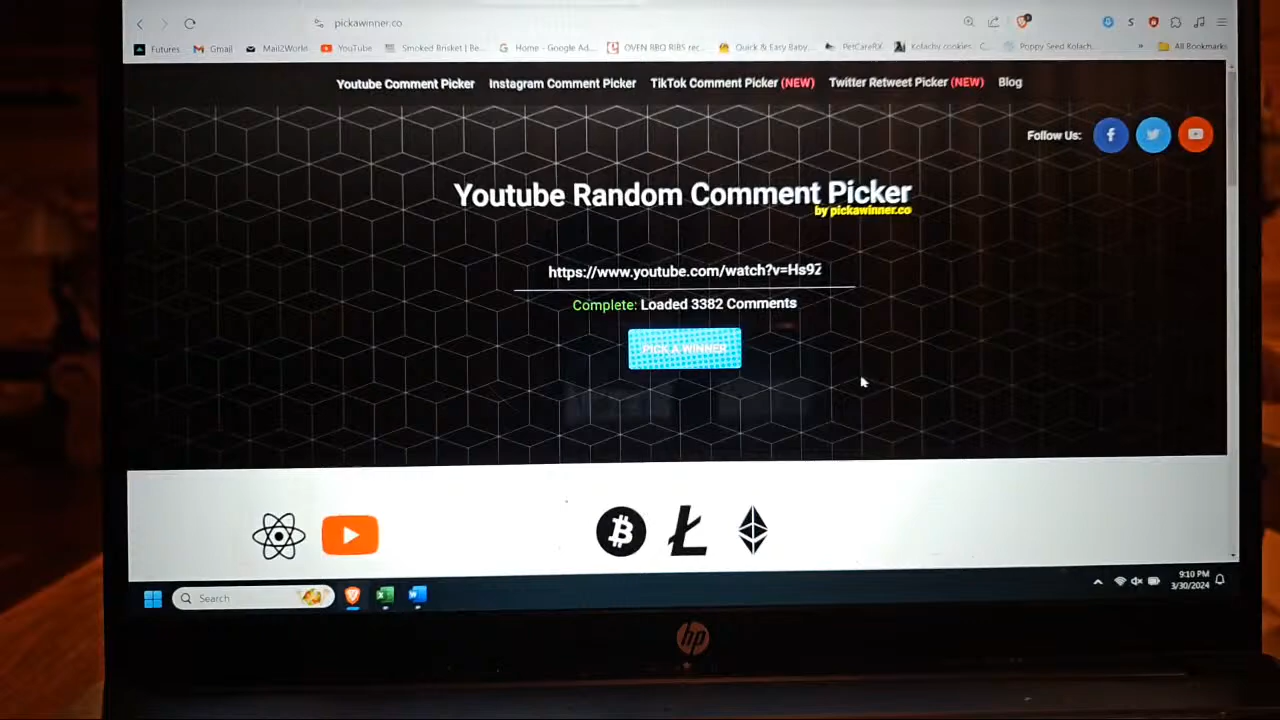 pickawinner.co
Futures
Gmail
Mail2World
YouTube
Smoked Brisket | Be...
Home - Google Ad...
OVEN BBQ RIBS rec...
Quick & Easy Baby...
PetCareRX
Kolachy cookies. C...
Poppy Seed Kolach...
»
All Bookmarks
Youtube Comment Picker
Instagram Comment Picker
TikTok Comment Picker (NEW)
Twitter Retweet Picker (NEW)
Blog
Follow Us:
Youtube Random Comment Picker
by pickawinner.co
https://www.youtube.com/watch?v=Hs9Z
Complete: Loaded 3382 Comments
PICK A WINNER
Search
9:10 PM
3/30/2024
hp